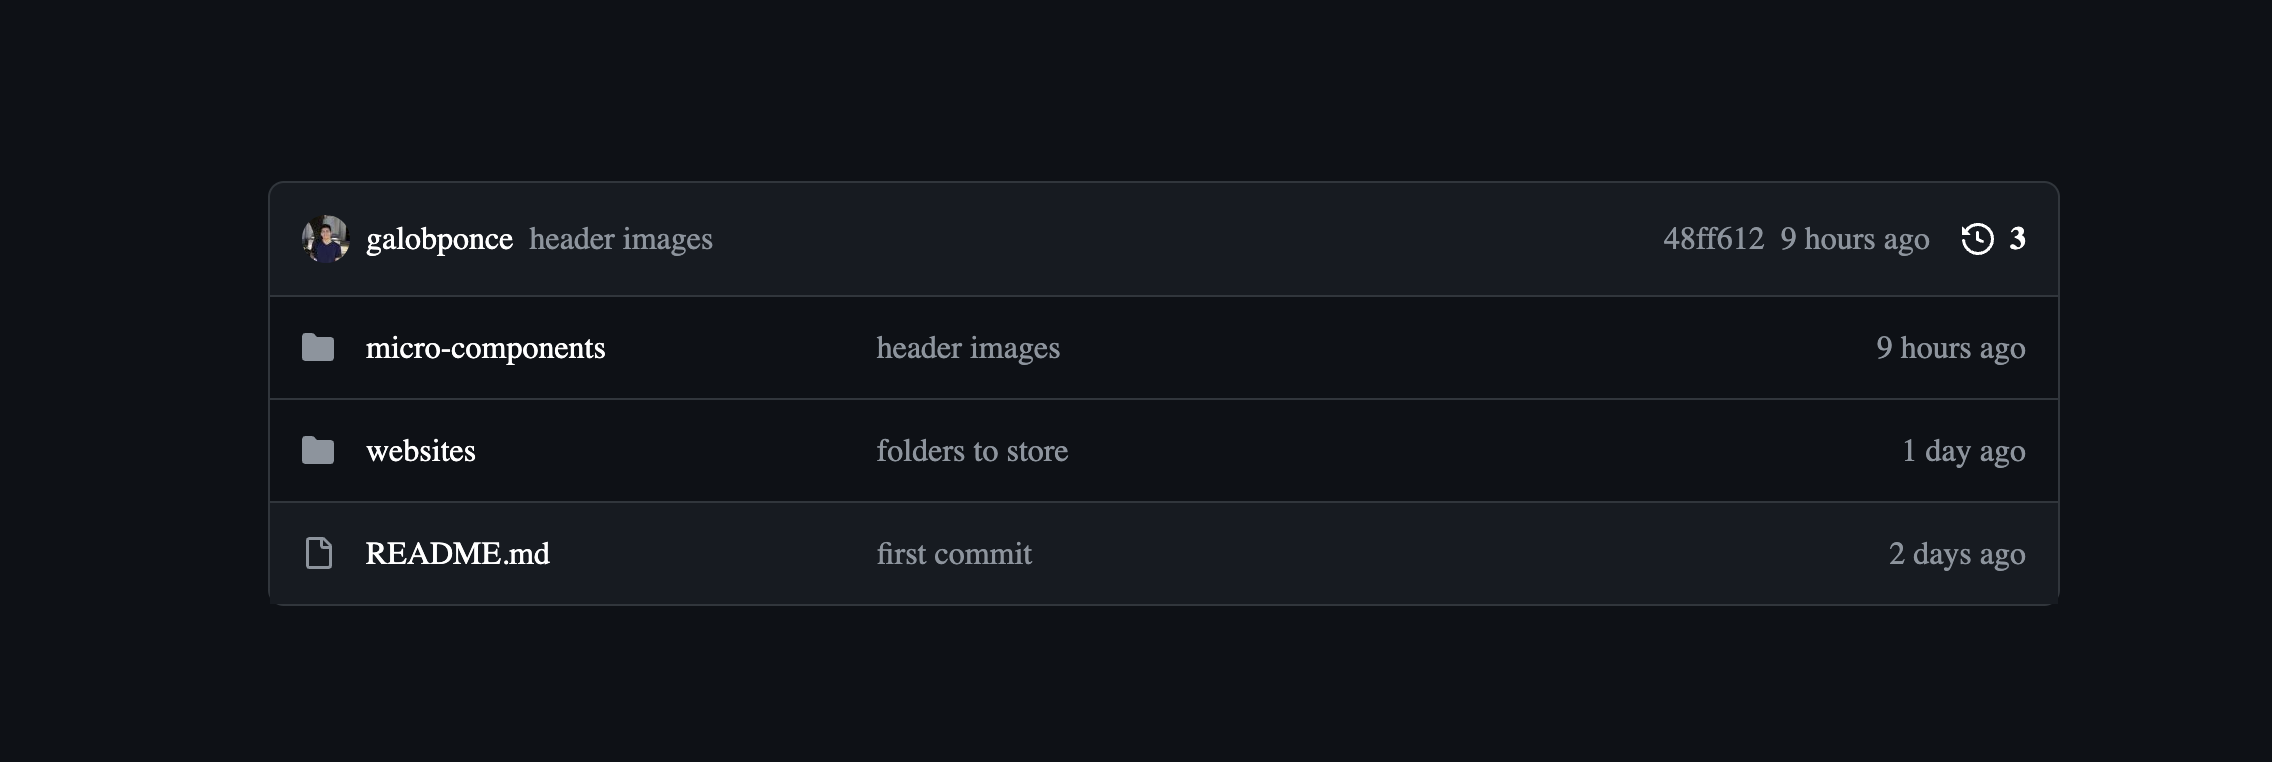 galobponce header images 48ff612 9 hours ago 3
micro-components header images 9 hours ago
websites folders to store 1 day ago
README.md first commit 2 days ago